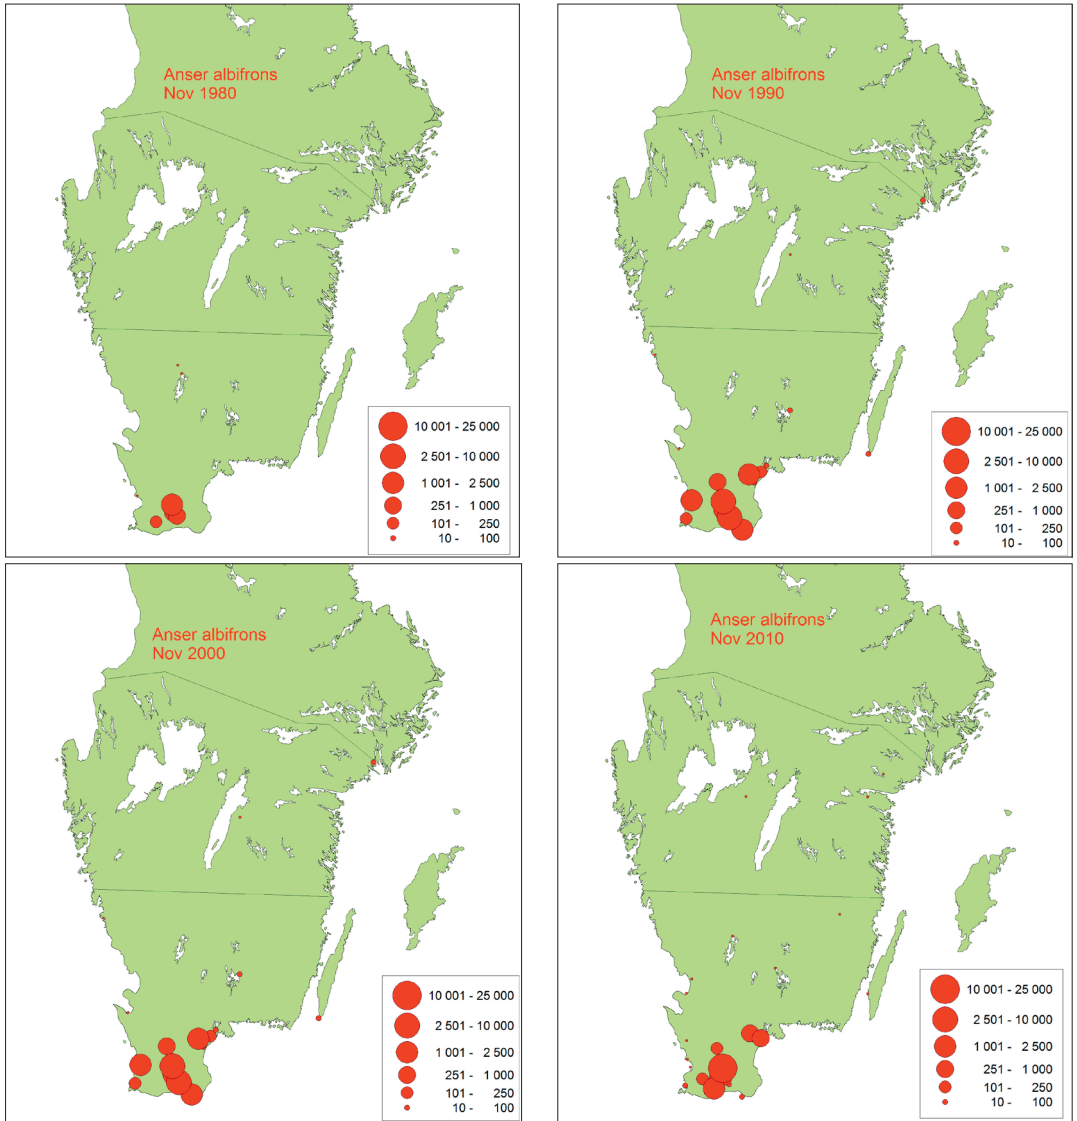 Anser albifrons
Nov 1980
10 001 - 25 000
2 501 - 10 000
1 001 - 2 500
251 - 1 000
101 - 250
10 - 100
Anser albifrons
Nov 1990
10 001 - 25 000
2 501 - 10 000
1 001 - 2 500
251 - 1 000
101 - 250
10 - 100
Anser albifrons
Nov 2000
10 001 - 25 000
2 501 - 10 000
1 001 - 2 500
251 - 1 000
101 - 250
10 - 100
Anser albifrons
Nov 2010
10 001 - 25 000
2 501 - 10 000
1 001 - 2 500
251 - 1 000
101 - 250
10 - 100